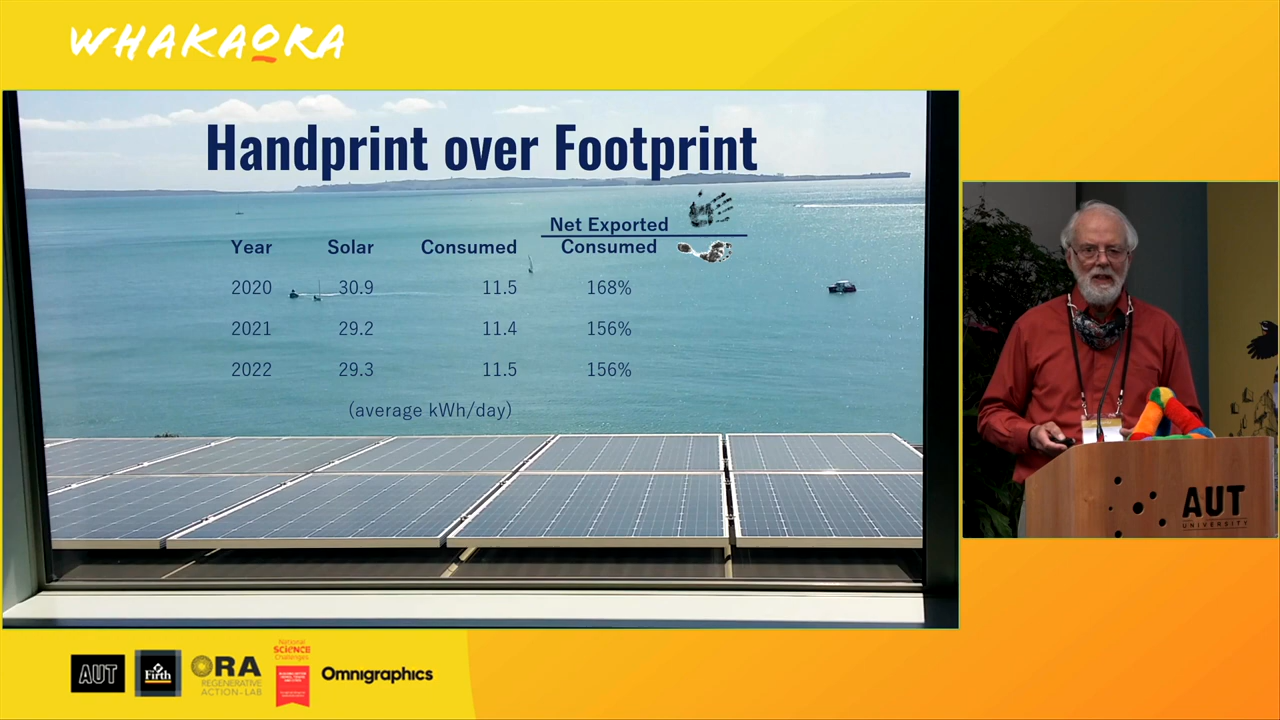 WHAKAORA
Handprint over Footprint
Net Exported
Year Solar Consumed Consumed
2020 30.9 11.5 168%
2021 29.2 11.4 156%
2022 29.3 11.5 156%
(average kWh/day)
AUT
UNIVERSITY
AUT
Firth
ORA
REGENERATIVE
ACTION-LAB
National
SCIENCE
Challenges
Omnigraphics